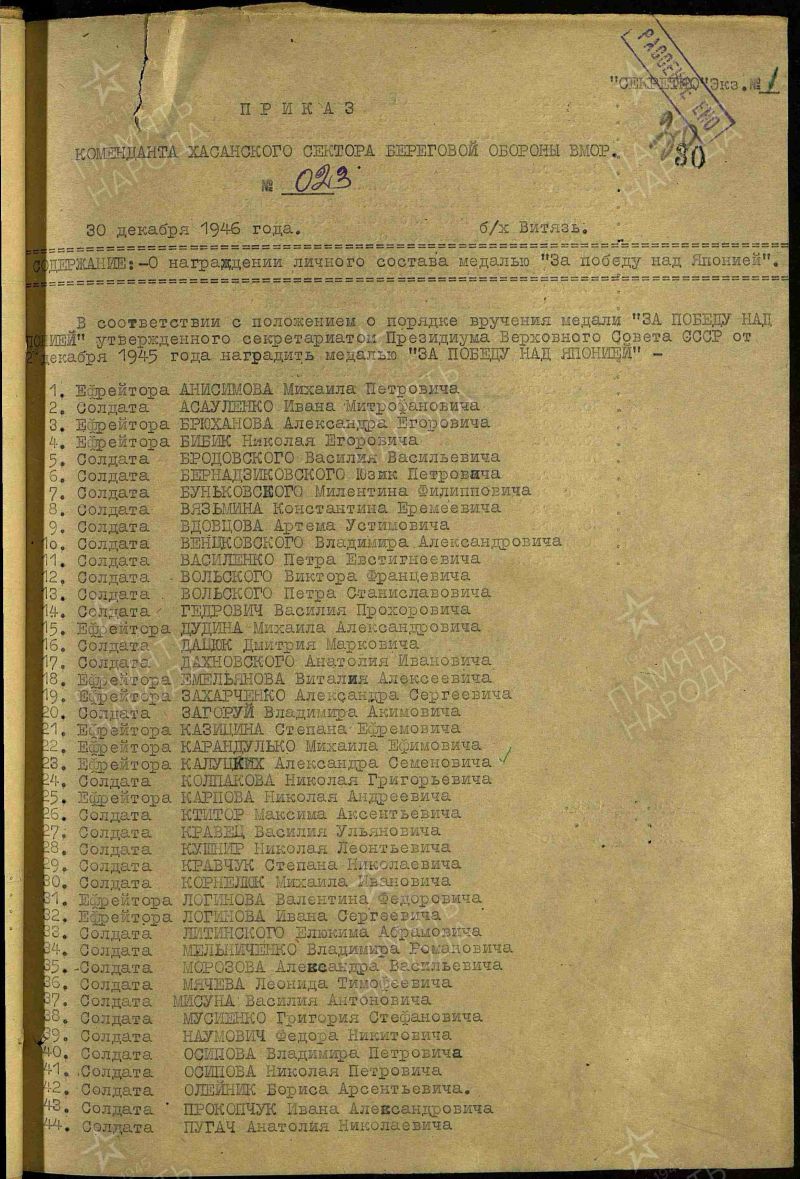 РАССЕКРЕЧЕНО
"СЕКРЕТНО" Экз.№ 1
ПРИКАЗ
КОМЕНДАНТА ХАСАНСКОГО СЕКТОРА БЕРЕГОВОЙ ОБОРОНЫ ВМОР.
30
№ 023
30 декабря 1946 года. б/х Витязь.
СОДЕРЖАНИЕ:-О награждении личного состава медалью "За победу над Японией".
В соответствии с положением о порядке вручения медали "ЗА ПОБЕДУ НАД
ЯПОНИЕЙ" утвержденного секретариатом Президиума Верховного Совета СССР от
декабря 1945 года наградить медалью "ЗА ПОБЕДУ НАД ЯПОНИЕЙ" –
1. Ефрейтора АНИСИМОВА Михаила Петровича
2. Солдата АСАУЛЕНКО Ивана Митрофановича
3. Ефрейтора БРЮХАНОВА Александра Егоровича
4. Ефрейтора БИБИК Николая Егоровича
5. Солдата БРОДОВСКОГО Василия Васильевича
6. Солдата БЕРНАДЗИКОВСКОГО Юзик Петровича
7. Солдата БУНЬКОВСКОГО Милентина Филипповича
8. Солдата ВЯЗЬМИНА Константина Еремеевича
9. Солдата ВДОВЦОВА Артема Устимовича
10. Солдата ВЕНЦКОВСКОГО Владимира Александровича
11. Солдата ВАСИЛЕНКО Петра Евстигнеевича
12. Солдата ВОЛЬСКОГО Виктора Францевича
13. Солдата ВОЛЬСКОГО Петра Станиславовича
14. Солдата ГЕДРОВИЧ Василия Прохоровича
15. Ефрейтора ДУДИНА Михаила Александровича
16. Солдата ДАЦЮК Дмитрия Марковича
17. Солдата ДАХНОВСКОГО Анатолия Ивановича
18. Ефрейтора ЕМЕЛЬЯНОВА Виталия Алексеевича
19. Ефрейтора ЗАХАРЧЕНКО Александра Сергеевича
20. Солдата ЗАГОРУЙ Владимира Акимовича
21. Ефрейтора КАЗИЦИНА Степана Ефремовича
22. Ефрейтора КАРАНДУЛЬКО Михаила Ефимовича
23. Ефрейтора КАЛУЦКИХ Александра Семеновича
24. Солдата КОЛПАКОВА Николая Григорьевича
25. Ефрейтора КАРПОВА Николая Андреевича
26. Солдата КТИТОР Максима Аксентьевича
27. Солдата КРАВЕЦ Василия Ульяновича
28. Солдата КУШНИР Николая Леонтьевича
29. Солдата КРАВЧУК Степана Николаевича
30. Солдата КОРНЕЛЮК Михаила Ивановича
31. Ефрейтора ЛОГИНОВА Валентина Федоровича
32. Ефрейтора ЛОГИНОВА Ивана Сергеевича
33. Солдата ЛИТИНСКОГО Елюкима Абрамовича
34. Солдата МЕЛЬНИЧЕНКО Владимира Романовича
35. Солдата МОРОЗОВА Александра Васильевича
36. Солдата МЯЧЕВА Леонида Тимофеевича
37. Солдата МИСУНА Василия Антоновича
38. Солдата МУСИЕНКО Григория Стефановича
39. Солдата НАУМОВИЧ Федора Никитовича
40. Солдата ОСИПОВА Владимира Петровича
41. Солдата ОСИПОВА Николая Петровича
42. Солдата ОЛЕЙНИК Бориса Арсентьевича.
43. Солдата ПРОКОПЧУК Ивана Александровича
44. Солдата ПУГАЧ Анатолия Николаевича